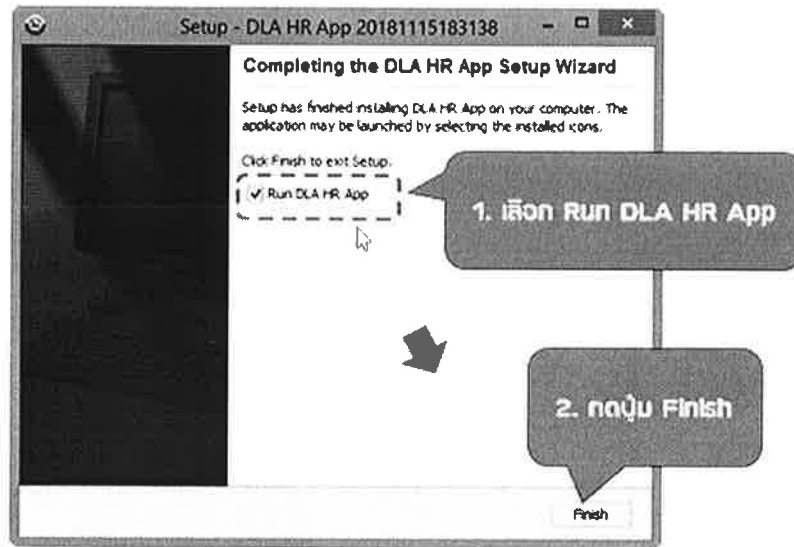 Setup - DLA HR App 20181115183138
Completing the DLA HR App Setup Wizard
Setup has finished installing DLA HR App on your computer. The
application may be launched by selecting the installed icons.
Click Finish to exit Setup.
Run DLA HR App
1. เลือก Run DLA HR App
2. กดปุ่ม Finish
Finish